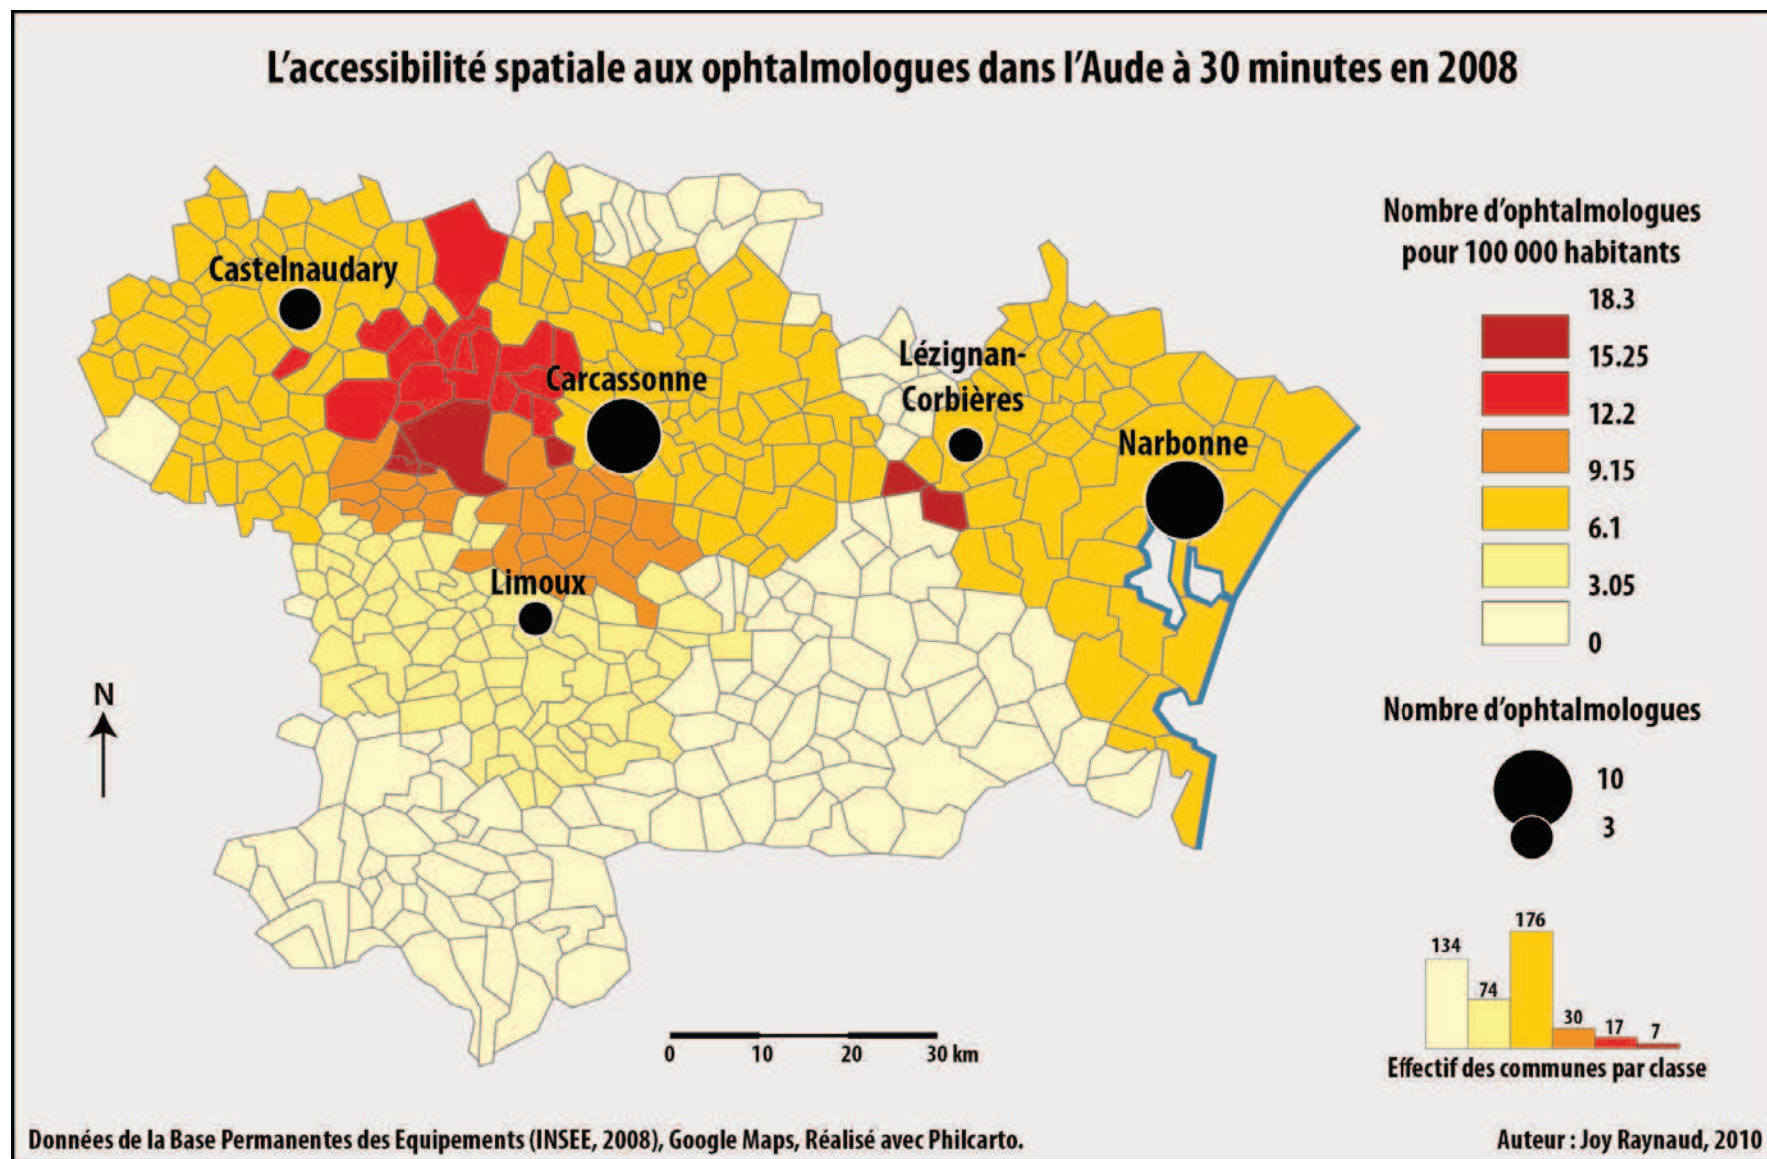 L'accessibilité spatiale aux ophtalmologues dans l'Aude à 30 minutes en 2008
Castelnaudary
Carcassonne
Lézignan-
Corbières
Narbonne
Limoux
N
Nombre d'ophtalmologues
pour 100 000 habitants
18.3
15.25
12.2
9.15
6.1
3.05
0
Nombre d'ophtalmologues
10
3
176
134
74
30
17
7
Effectif des communes par classe
0 10 20 30 km
Données de la Base Permanentes des Equipements (INSEE, 2008), Google Maps, Réalisé avec Philcarto.
Auteur : Joy Raynaud, 2010